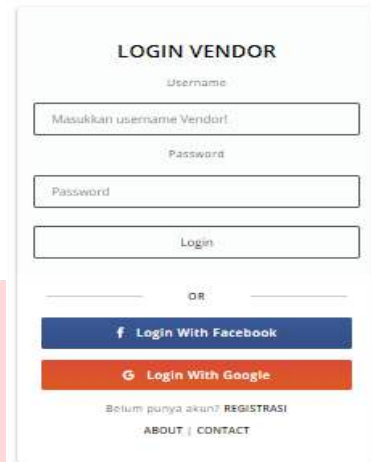 LOGIN VENDOR
Username
Masukkan username Vendor!
Password
Password
Login
OR
f Login With Facebook
G Login With Google
Belum punya akun? REGISTRASI
ABOUT | CONTACT